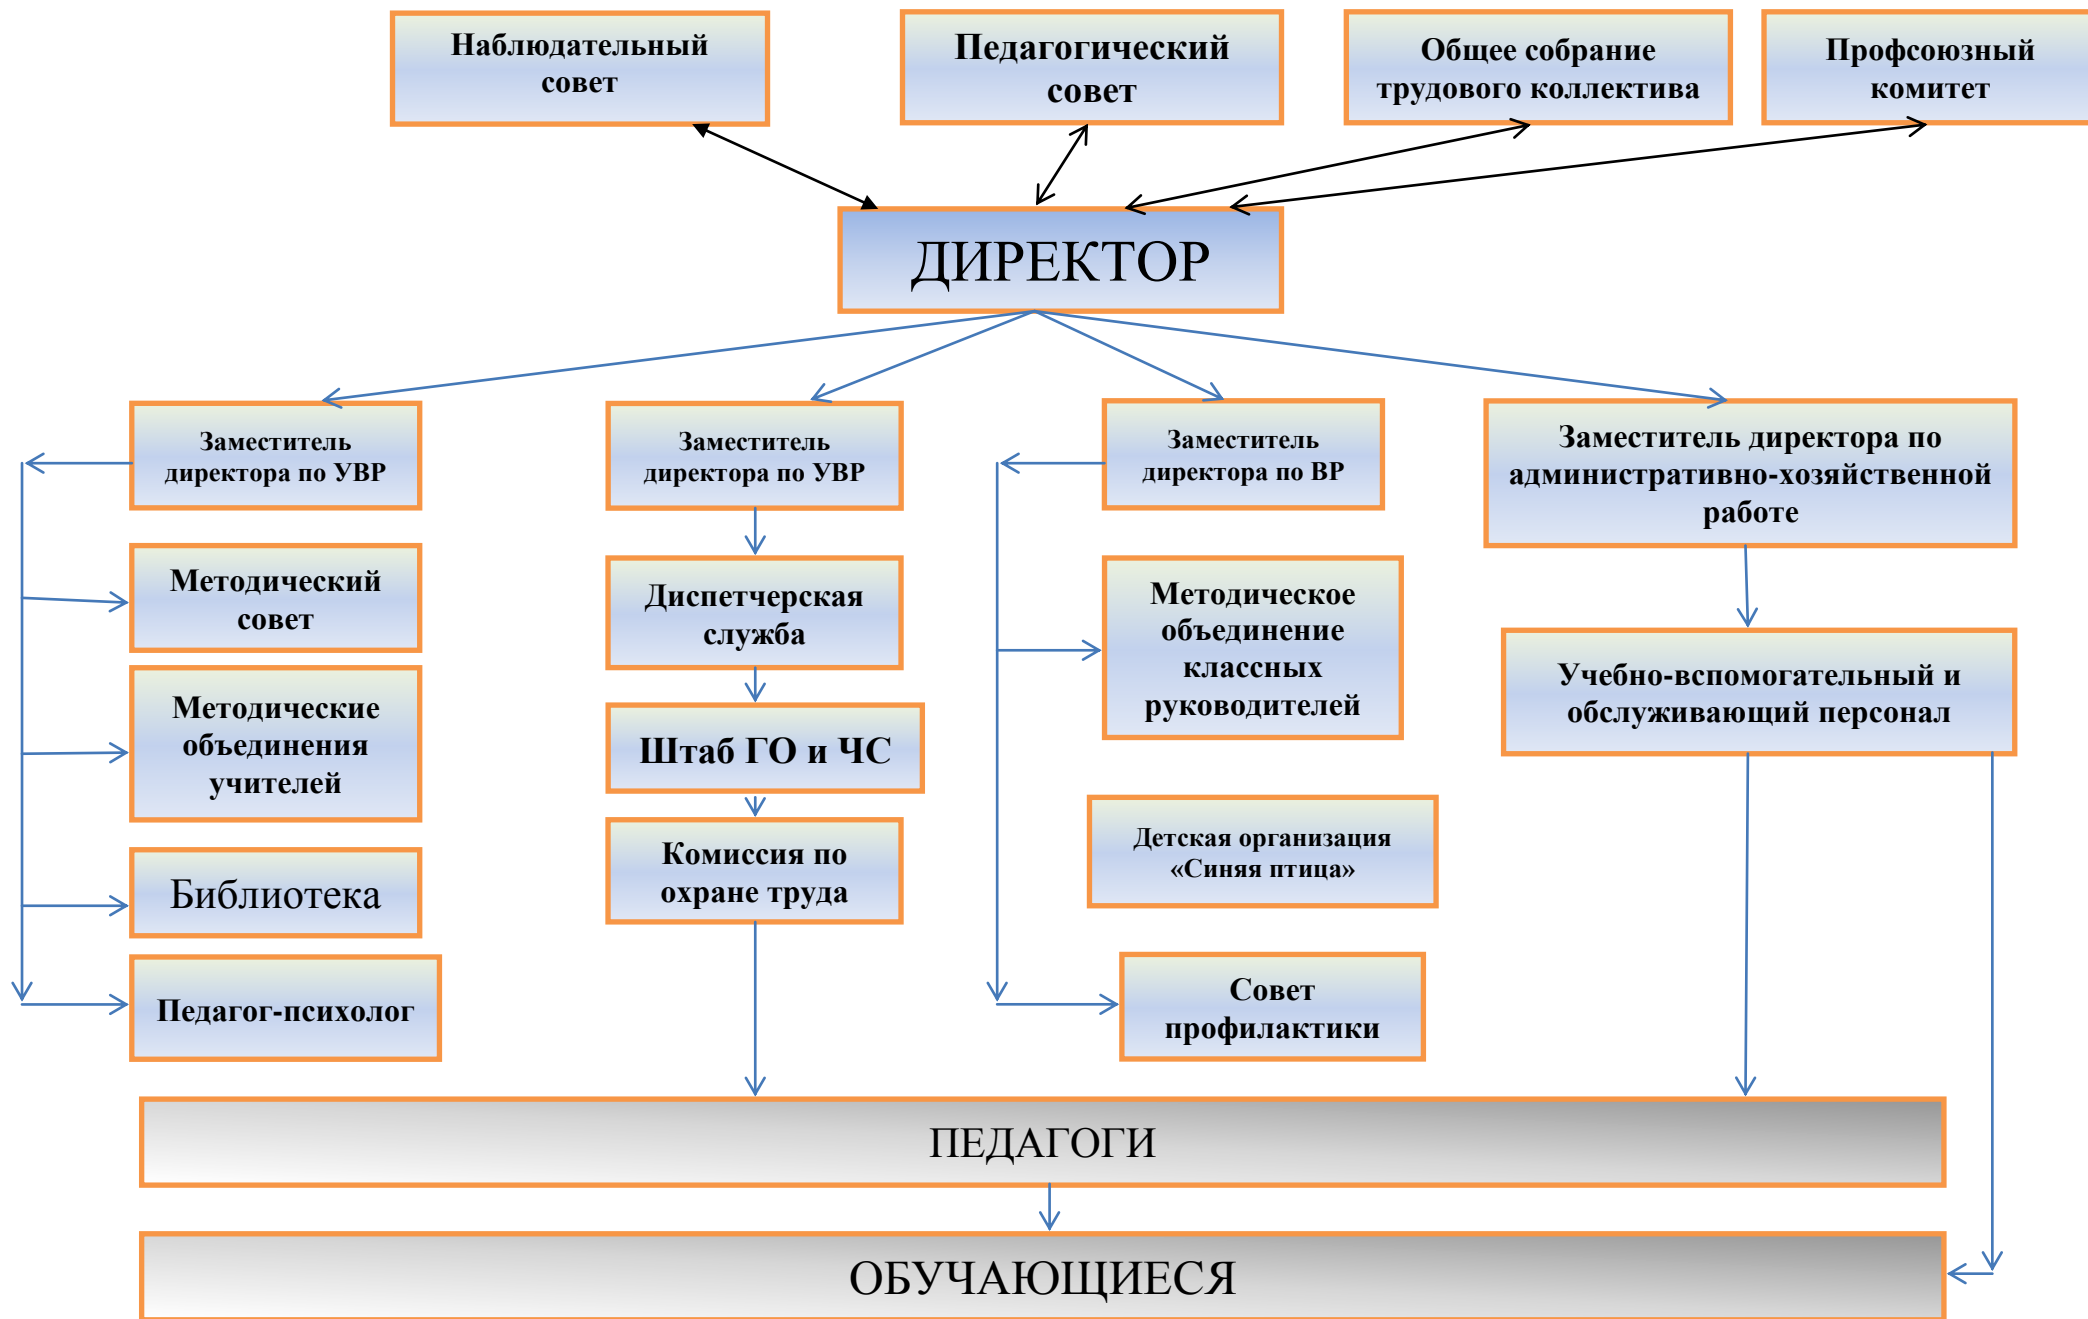 Наблюдательный
совет
Педагогический
совет
Общее собрание
трудового коллектива
Профсоюзный
комитет
ДИРЕКТОР
Заместитель
директора по УВР
Заместитель
директора по УВР
Заместитель
директора по ВР
Заместитель директора по
административно-хозяйственной
работе
Методический
совет
Диспетчерская
служба
Методическое
объединение
классных
руководителей
Учебно-вспомогательный и
обслуживающий персонал
Методические
объединения
учителей
Штаб ГО и ЧС
Детская организация
«Синяя птица»
Библиотека
Комиссия по
охране труда
Педагог-психолог
Совет
профилактики
ПЕДАГОГИ
ОБУЧАЮЩИЕСЯ